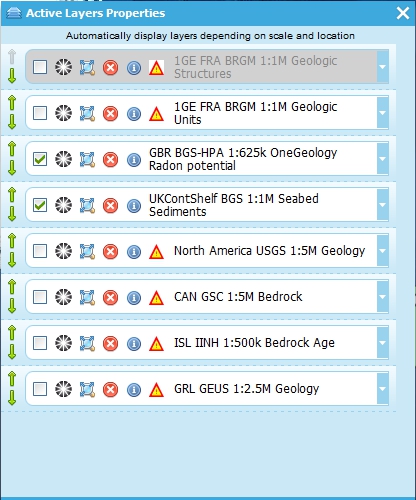 Active Layers Properties
Automatically display layers depending on scale and location
1GE FRA BRGM 1:1M Geologic
Structures
1GE FRA BRGM 1:1M Geologic
Units
GBR BGS-HPA 1:625k OneGeology
Radon potential
UKContShelf BGS 1:1M Seabed
Sediments
North America USGS 1:5M Geology
CAN GSC 1:5M Bedrock
ISL IINH 1:500k Bedrock Age
GRL GEUS 1:2.5M Geology